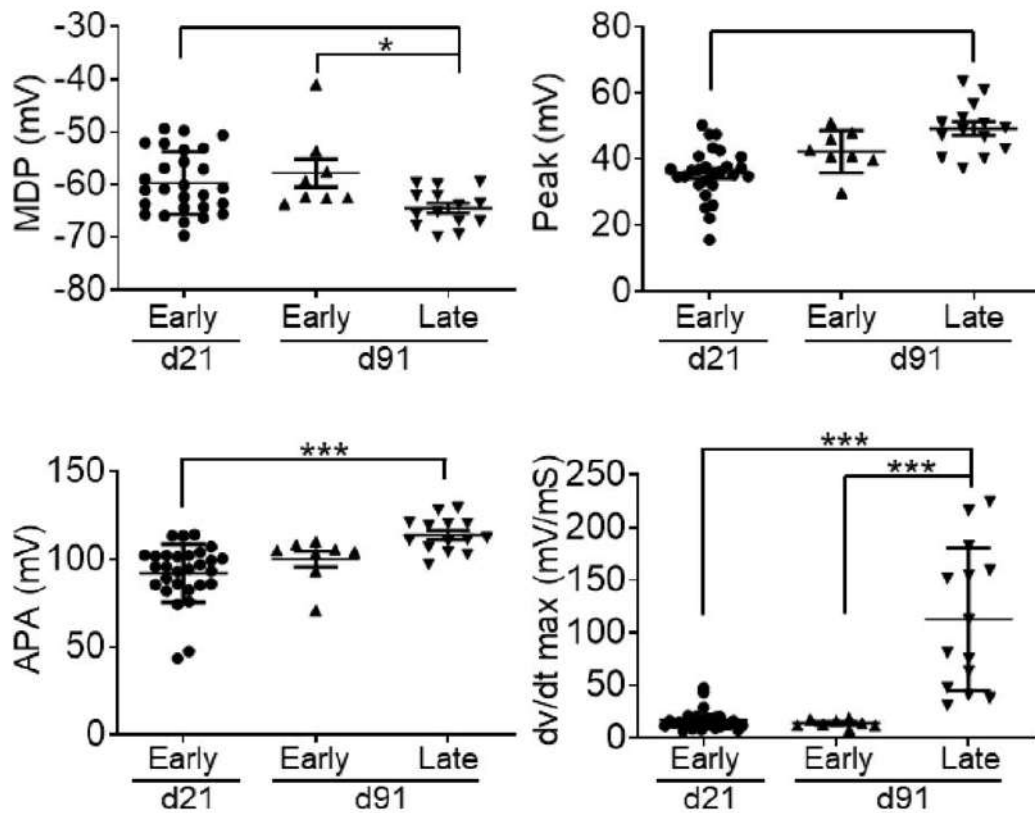 MDP (mV)
-30
-40
-50
-60
-70
-80
*
Early
Early
Late
d21
d91
Peak (mV)
80
60
40
20
0
Early
Early
Late
d21
d91
APA (mV)
150
100
50
0
***
Early
Early
Late
d21
d91
dv/dt max (mV/mS)
250
200
150
100
50
0
***
***
Early
Early
Late
d21
d91